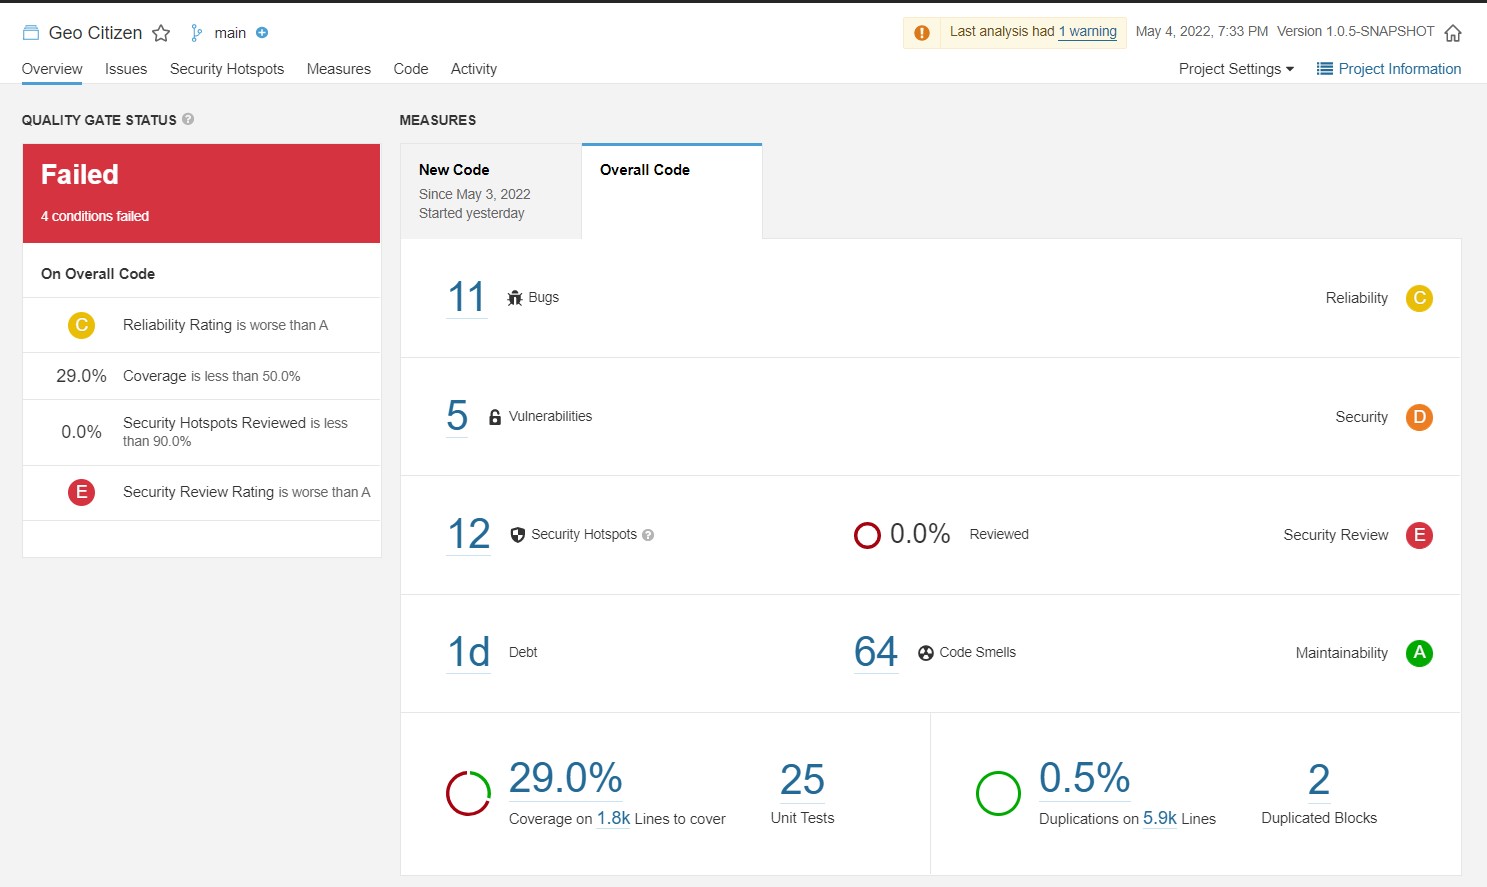 Geo Citizen main
Last analysis had 1 warning May 4, 2022, 7:33 PM Version 1.0.5-SNAPSHOT
Overview Issues Security Hotspots Measures Code Activity
Project Settings Project Information
QUALITY GATE STATUS ?
Failed
4 conditions failed
On Overall Code
C Reliability Rating is worse than A
29.0% Coverage is less than 50.0%
0.0% Security Hotspots Reviewed is less
than 90.0%
E Security Review Rating is worse than A
MEASURES
New Code
Since May 3, 2022
Started yesterday
Overall Code
11 Bugs Reliability C
5 Vulnerabilities Security D
12 Security Hotspots ? 0.0% Reviewed Security Review E
1d Debt 64 Code Smells Maintainability A
29.0%
Coverage on 1.8k Lines to cover
25
Unit Tests
0.5%
Duplications on 5.9k Lines
2
Duplicated Blocks